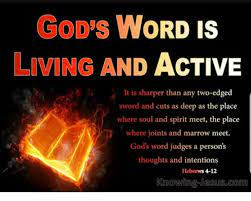 GOD'S WORD IS
LIVING AND ACTIVE
It is sharper than any two-edged
sword and cuts as deep as the place
where soul and spirit meet, the place
where joints and marrow meet.
God's word judges a person's
thoughts and intentions
Hebrews 4-12
Knowing-Jesus.com